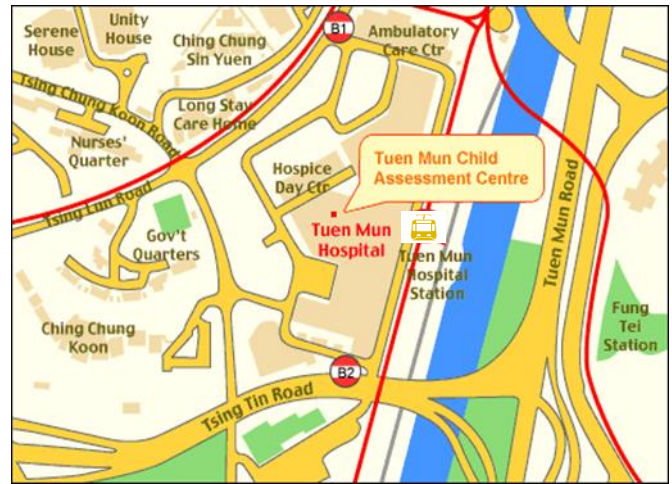 Serene
House
Unity
House
Ching Chung
Sin Yuen
B1
Ambulatory
Care Ctr
Tsing Chung Koon Road
Long Stay
Care Home
Nurses'
Quarter
Tuen Mun Child
Assessment Centre
Hospice
Day Ctr
Tsing Lun Road
Tuen Mun
Hospital
Gov't
Quarters
Tuen Mun
Hospital
Station
Tuen Mun Road
Fung
Tei
Station
Ching Chung
Koon
B2
Tsing Tin Road